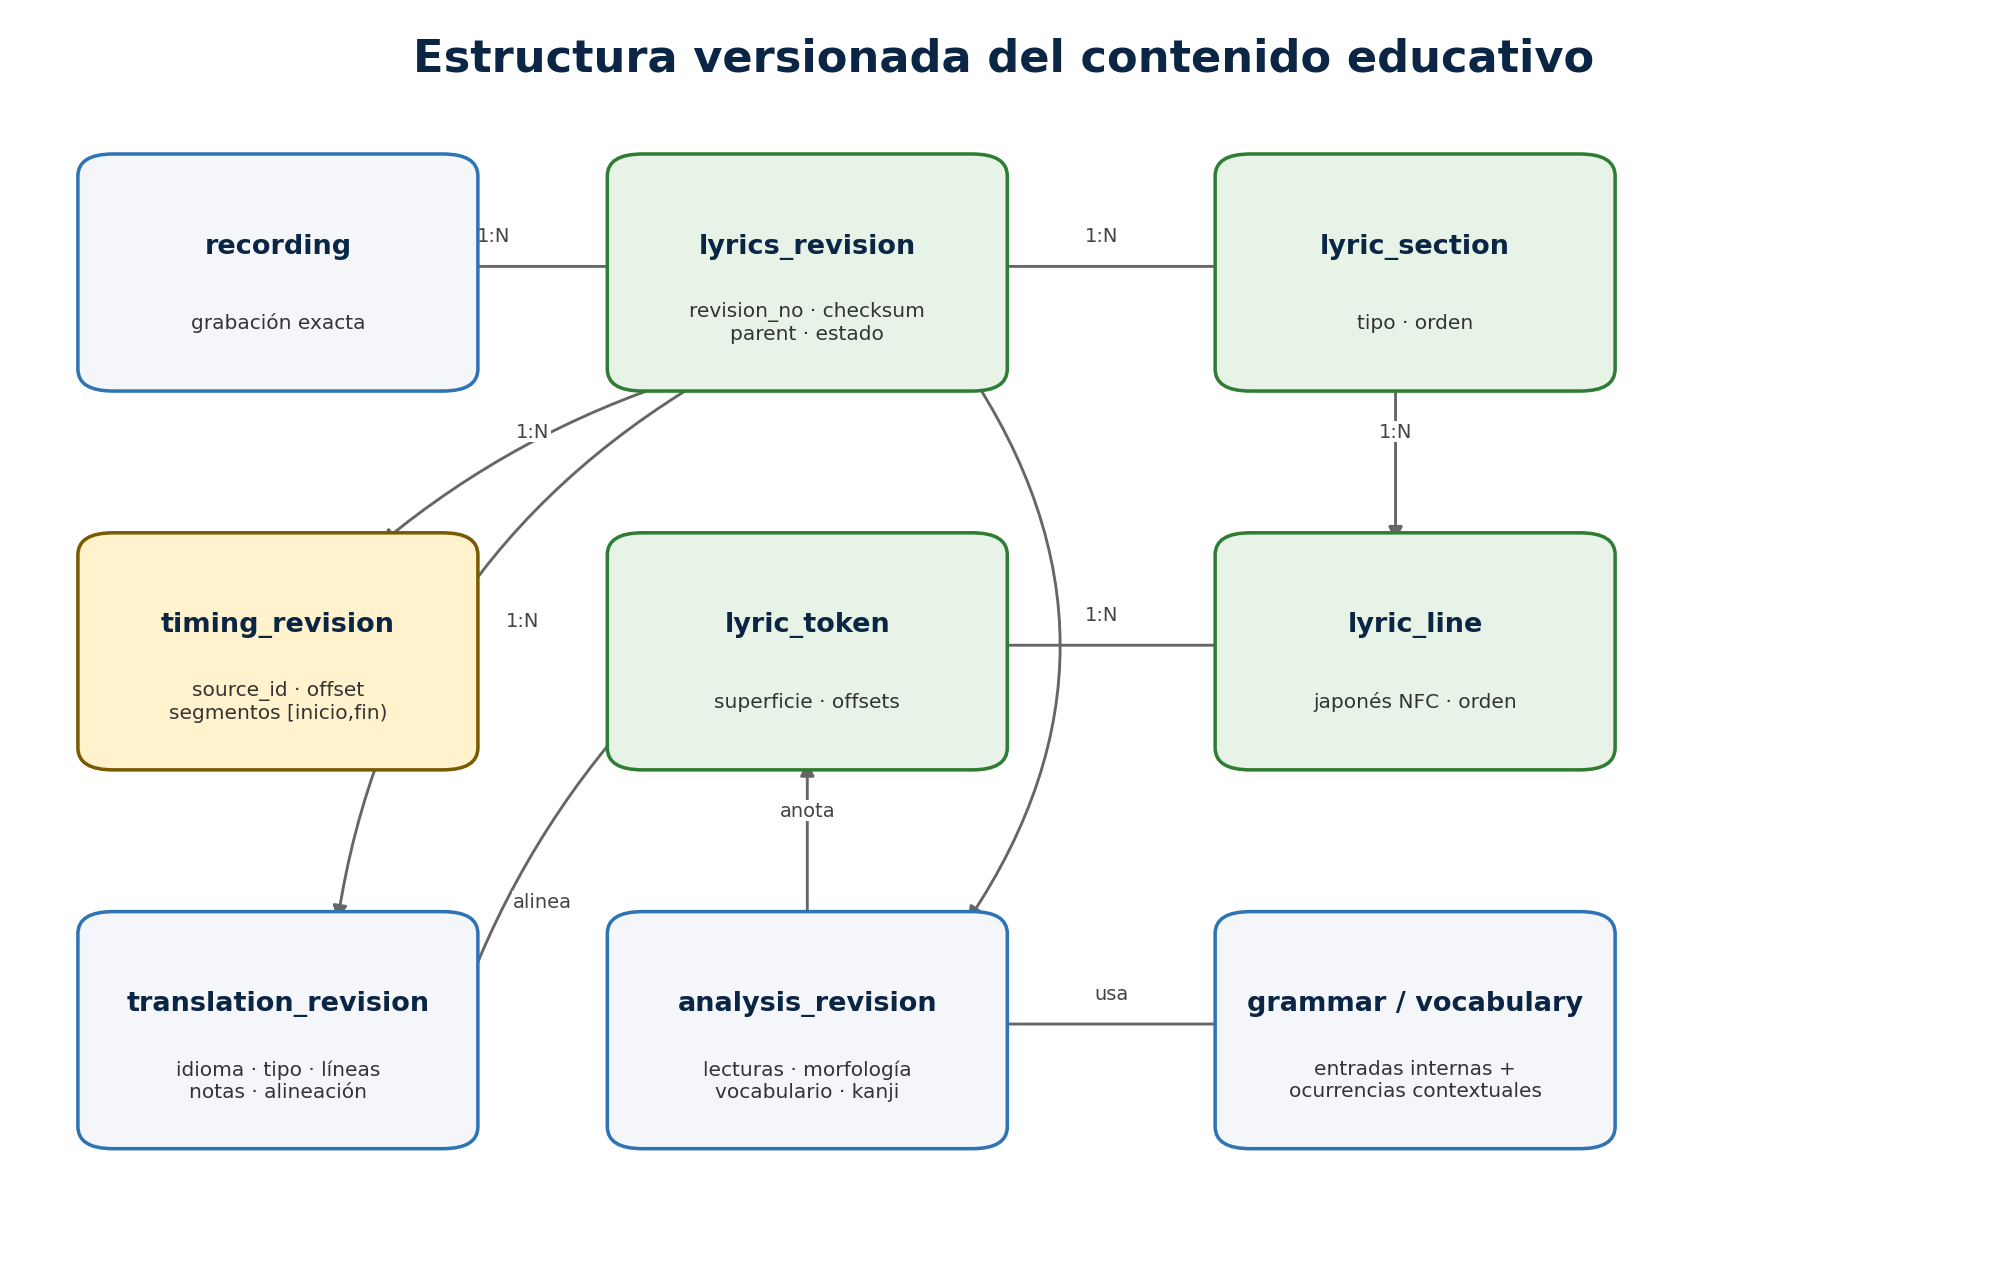 Estructura versionada del contenido educativo
recording
grabación exacta
1:N
lyrics_revision
revision_no · checksum
parent · estado
1:N
lyric_section
tipo · orden
1:N
1:N
timing_revision
source_id · offset
segmentos [inicio,fin)
1:N
lyric_token
superficie · offsets
1:N
lyric_line
japonés NFC · orden
anota
alinea
translation_revision
idioma · tipo · líneas
notas · alineación
analysis_revision
lecturas · morfología
vocabulario · kanji
usa
grammar / vocabulary
entradas internas +
ocurrencias contextuales